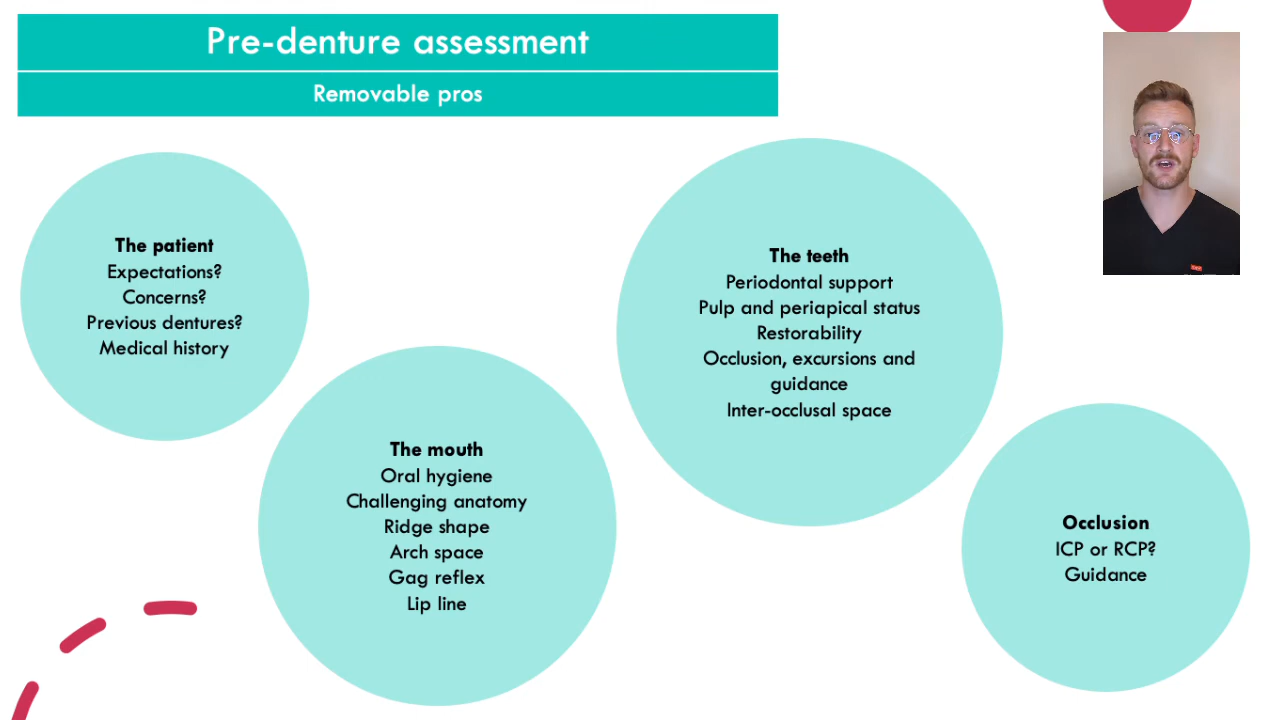 Pre-denture assessment
Removable pros
The patient
Expectations?
Concerns?
Previous dentures?
Medical history
The mouth
Oral hygiene
Challenging anatomy
Ridge shape
Arch space
Gag reflex
Lip line
The teeth
Periodontal support
Pulp and periapical status
Restorability
Occlusion, excursions and
guidance
Inter-occlusal space
Occlusion
ICP or RCP?
Guidance